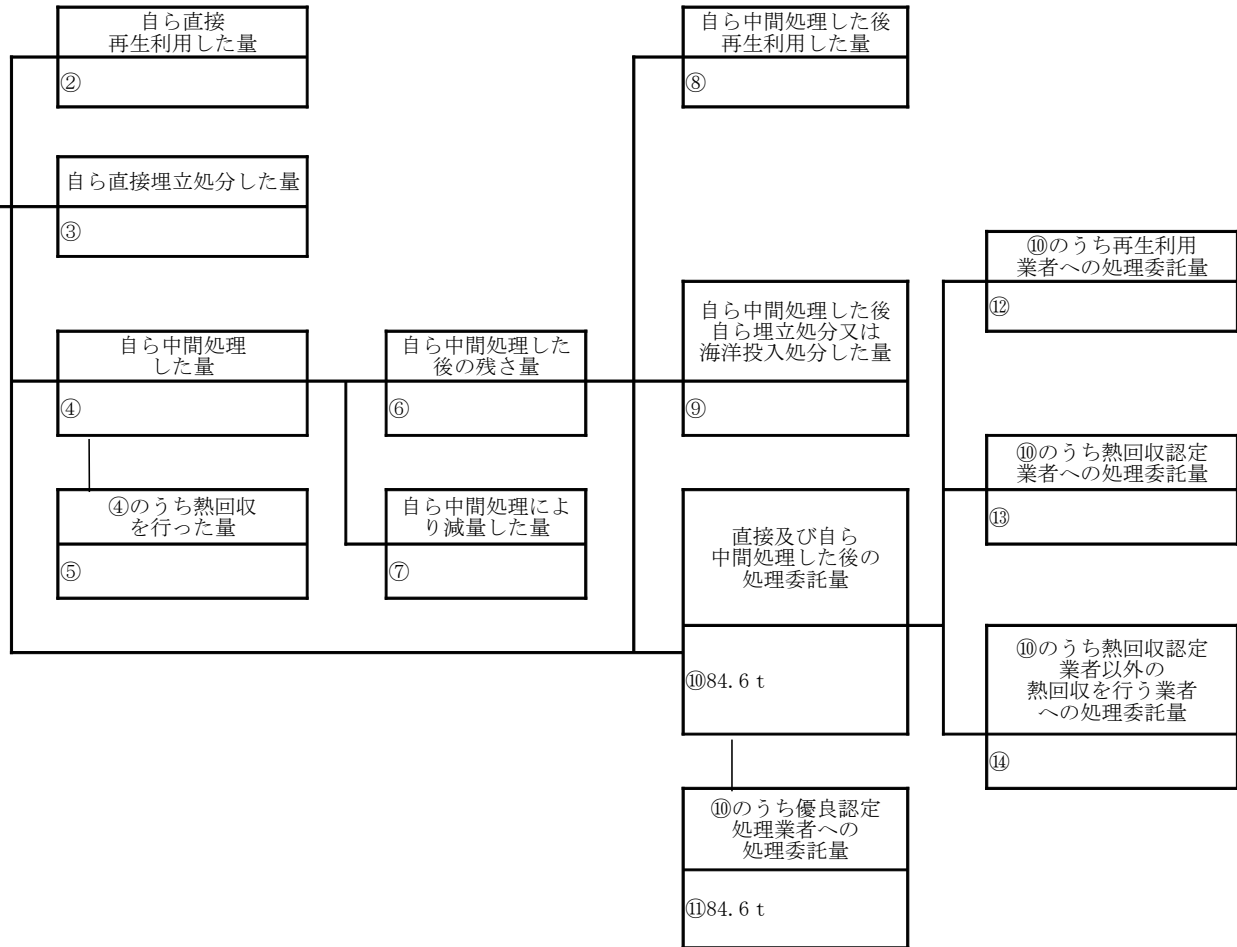 自ら直接
再生利用した量
②
自ら直接埋立処分した量
③
自ら中間処理
した量
④
④のうち熱回収
を行った量
⑤
自ら中間処理した
後の残さ量
⑥
自ら中間処理によ
り減量した量
⑦
自ら中間処理した後
再生利用した量
⑧
自ら中間処理した後
自ら埋立処分又は
海洋投入処分した量
⑨
直接及び自ら
中間処理した後の
処理委託量
⑩84.6 t
⑩のうち優良認定
処理業者への
処理委託量
⑪84.6 t
⑩のうち再生利用
業者への処理委託量
⑫
⑩のうち熱回収認定
業者への処理委託量
⑬
⑩のうち熱回収認定
業者以外の
熱回収を行う業者
への処理委託量
⑭